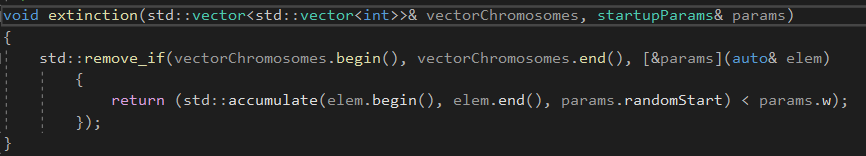 void extinction(std::vector<std::vector<int>>& vectorChromosomes, startupParams& params)
{
    std::remove_if(vectorChromosomes.begin(), vectorChromosomes.end(), [&params](auto& elem)
        {
            return (std::accumulate(elem.begin(), elem.end(), params.randomStart) < params.w);
        });
}